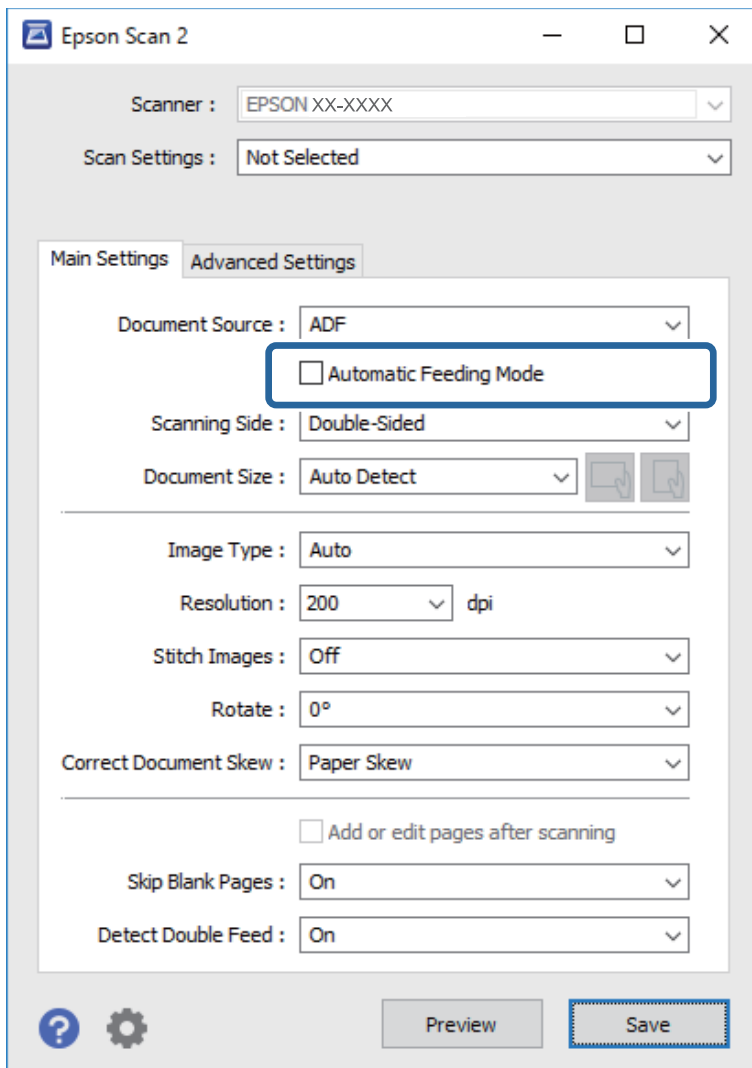 Epson Scan 2
Scanner : EPSON XX-XXXX
Scan Settings : Not Selected
Main Settings Advanced Settings
Document Source : ADF
Automatic Feeding Mode
Scanning Side : Double-Sided
Document Size : Auto Detect
Image Type : Auto
Resolution : 200 dpi
Stitch Images : Off
Rotate : 0°
Correct Document Skew : Paper Skew
Add or edit pages after scanning
Skip Blank Pages : On
Detect Double Feed : On
? Preview Save